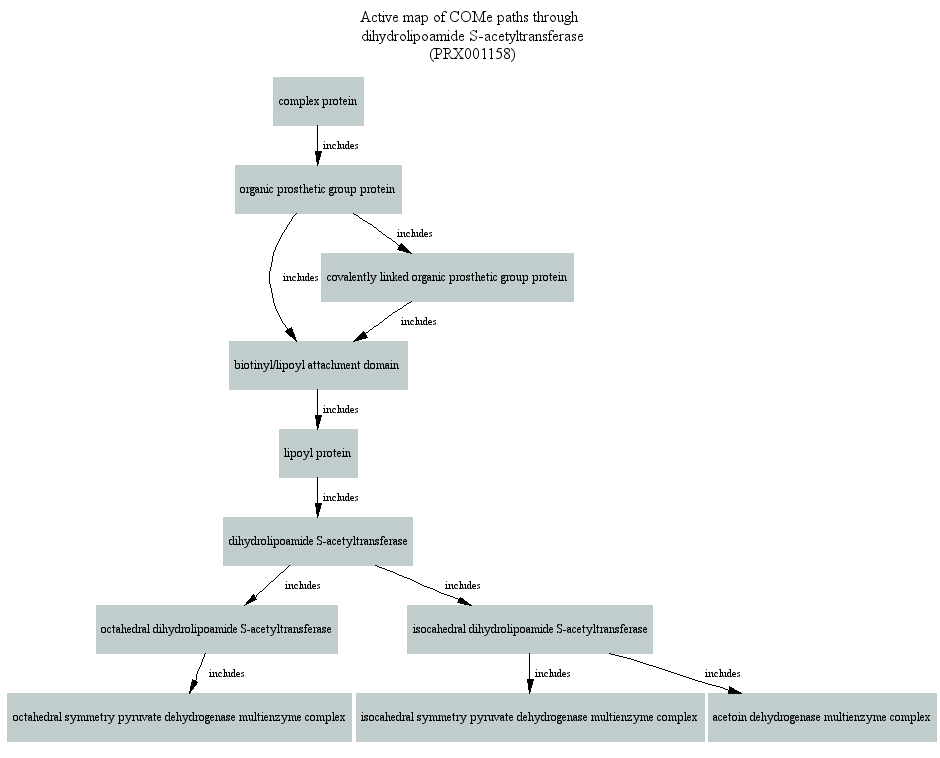 Active map of COMe paths through
dihydrolipoamide S-acetyltransferase
(PRX001158)
complex protein
includes
organic prosthetic group protein
includes
includes
covalently linked organic prosthetic group protein
includes
biotinyl/lipoyl attachment domain
includes
lipoyl protein
includes
dihydrolipoamide S-acetyltransferase
includes
includes
octahedral dihydrolipoamide S-acetyltransferase
isocahedral dihydrolipoamide S-acetyltransferase
includes
includes
includes
octahedral symmetry pyruvate dehydrogenase multienzyme complex
isocahedral symmetry pyruvate dehydrogenase multienzyme complex
acetoin dehydrogenase multienzyme complex